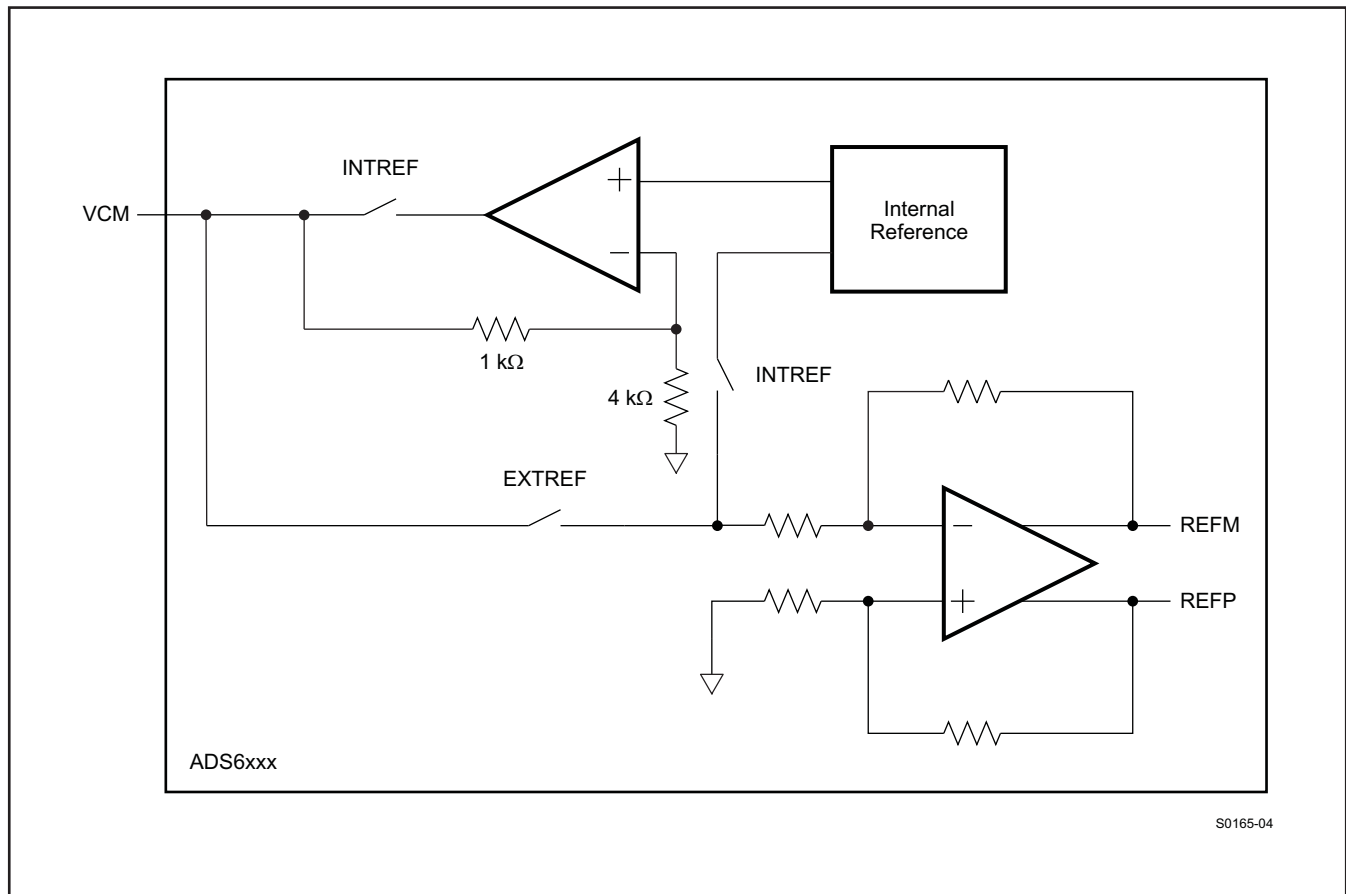 INTREF
VCM
+
−
Internal
Reference
1 kΩ
4 kΩ
INTREF
EXTREF
−
+
REFM
REFP
ADS6xxx
S0165-04